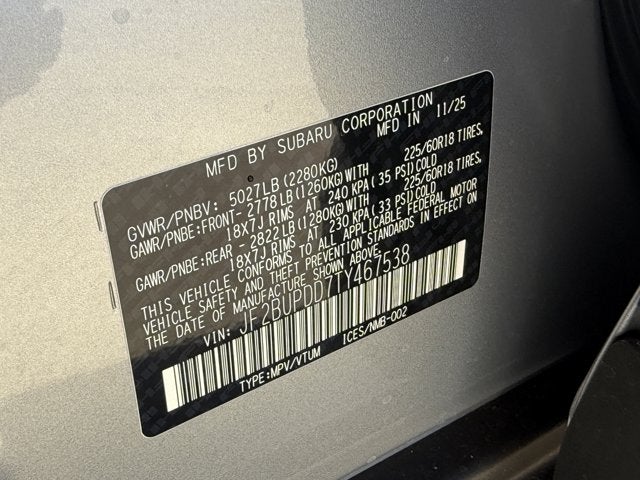 MFD BY SUBARU CORPORATION
MFD IN 11/25
GVWR/PNBV: 5027LB(2280KG)
GAWR/PNBE:FRONT- 2778LB(1260KG)WITH 225/60R18 TIRES,
18X7J RIMS AT 240 KPA(35 PSI)COLD
GAWR/PNBE:REAR - 2822LB(1280KG)WITH 225/60R18 TIRES,
18X7J RIMS AT 230 KPA(33 PSI)COLD
THIS VEHICLE CONFORMS TO ALL APPLICABLE FEDERAL MOTOR
VEHICLE SAFETY AND THEFT PREVENTION STANDARDS IN EFFECT ON
THE DATE OF MANUFACTURE SHOWN ABOVE.
VIN: JF2BUPDD7TY467538
TYPE:MPV/VTUM ICES/NMB-002